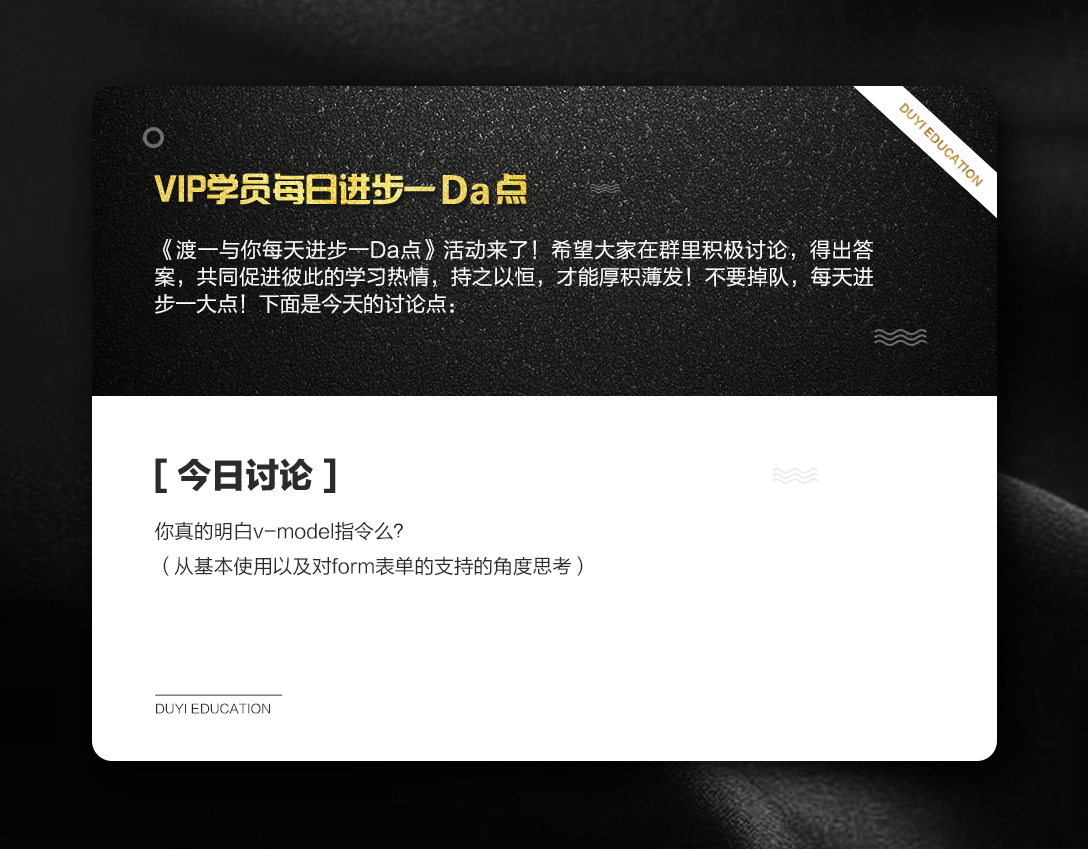 DUYI EDUCATION
VIP学员每日进步一Da点
《渡一与你每天进步一Da点》活动来了！希望大家在群里积极讨论，得出答
案，共同促进彼此的学习热情，持之以恒，才能厚积薄发！不要掉队，每天进
步一大点！下面是今天的讨论点：
[ 今日讨论 ]
你真的明白v-model指令么？
（从基本使用以及对form表单的支持的角度思考）
DUYI EDUCATION